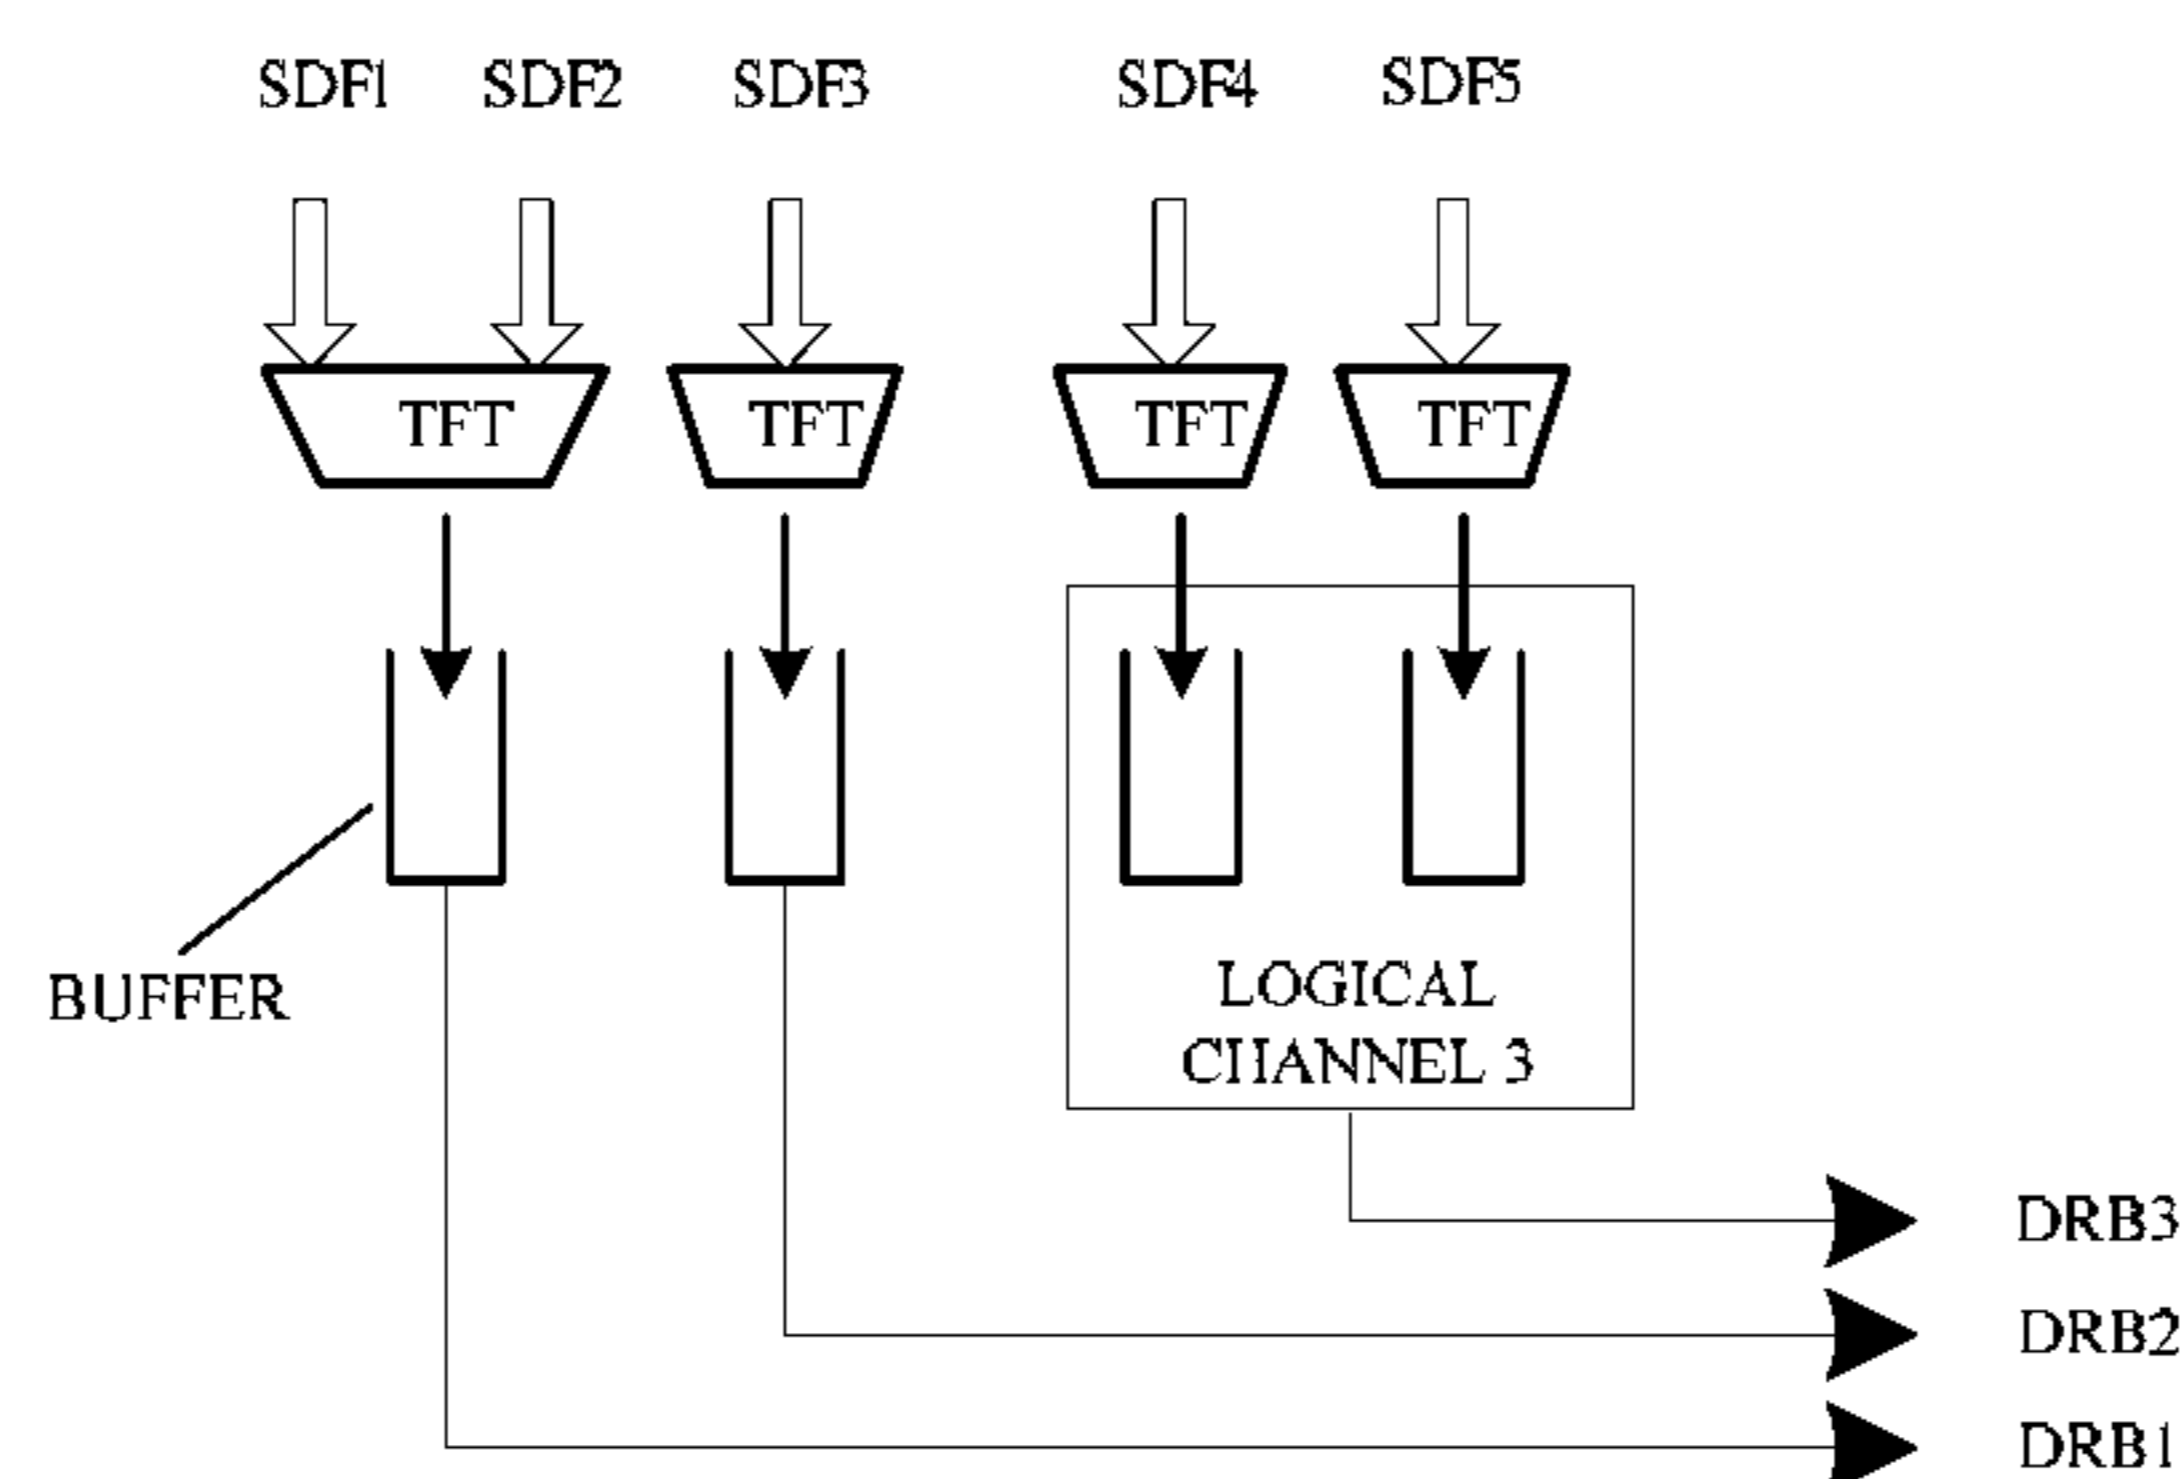 SDF1 SDF2 SDF3 SDF4 SDF5
TFT TFT TFT TFT
BUFFER
LOGICAL
CHANNEL 3
DRB3
DRB2
DRB1